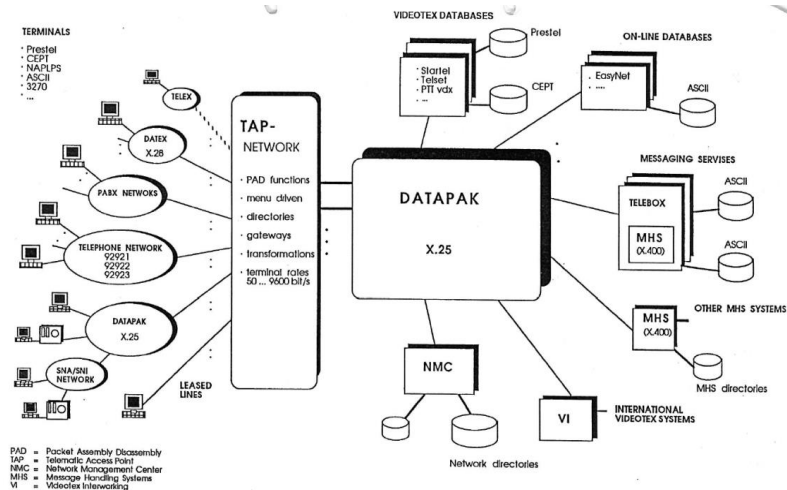 TERMINALS
· Prestel
· CEPT
· NAPLPS
· ASCII
· 3270
· ...
TELEX
DATEX
X.28
PABX NETWOKS
TELEPHONE NETWORK
92921
92922
92923
DATAPAK
X.25
SNA/SNI
NETWORK
LEASED
LINES
TAP-
NETWORK
· PAD functions
· menu driven
· directories
· gateways
· transformations
· terminal rates
50 ... 9600 bit/s
VIDEOTEX DATABASES
· Startel
· Telset
· PTT vdx
· ...
Prestel
CEPT
ON-LINE DATABASES
· EasyNet
· ....
ASCII
DATAPAK
X.25
MESSAGING SERVISES
TELEBOX
MHS
(X.400)
ASCII
ASCII
MHS
(X.400)
OTHER MHS SYSTEMS
MHS directories
NMC
Network directories
VI
INTERNATIONAL
VIDEOTEX SYSTEMS
PAD = Packet Assembly Disassembly
TAP = Telematic Access Point
NMC = Network Management Center
MHS = Message Handling Systems
VI = Videotex Interworking